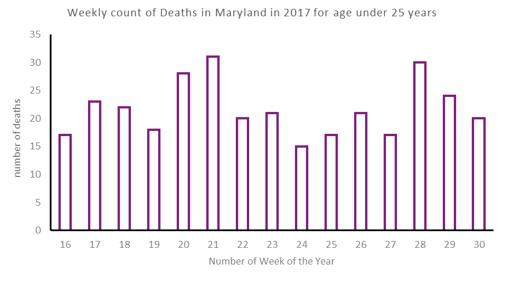 Weekly count of Deaths in Maryland in 2017 for age under 25 years
number of deaths
35
30
25
20
15
10
5
0
16 17 18 19 20 21 22 23 24 25 26 27 28 29 30
Number of Week of the Year